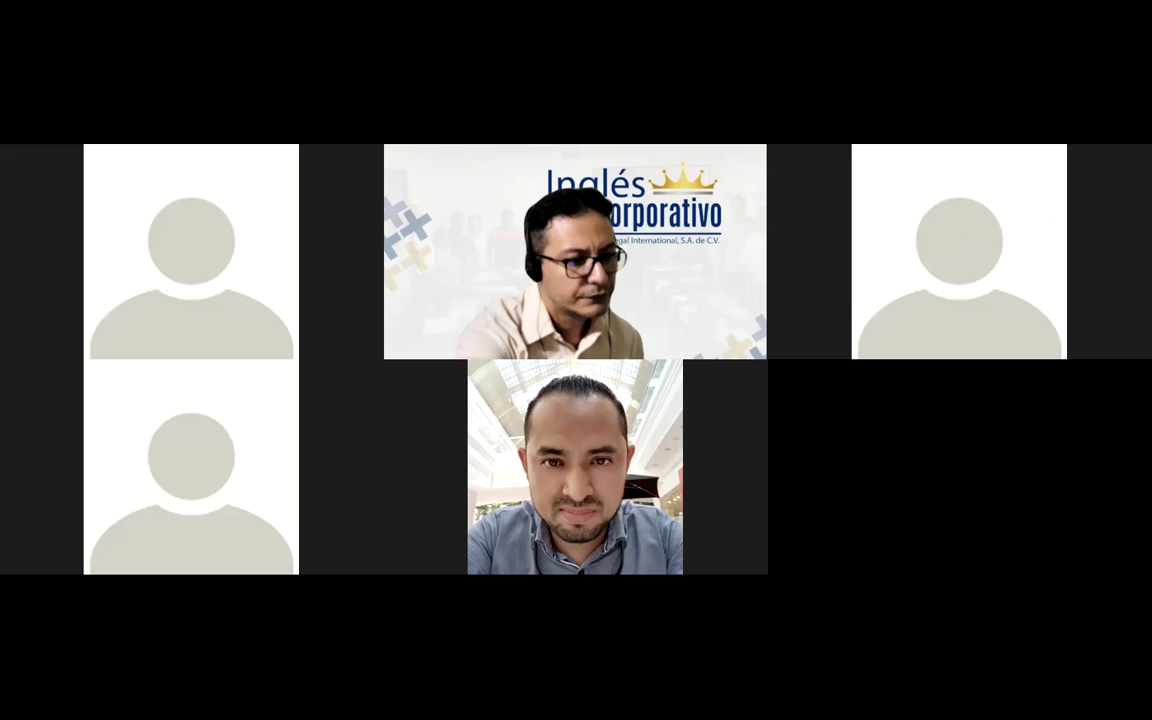 Inglés
orporativo
egal International, S.A. de C.V.